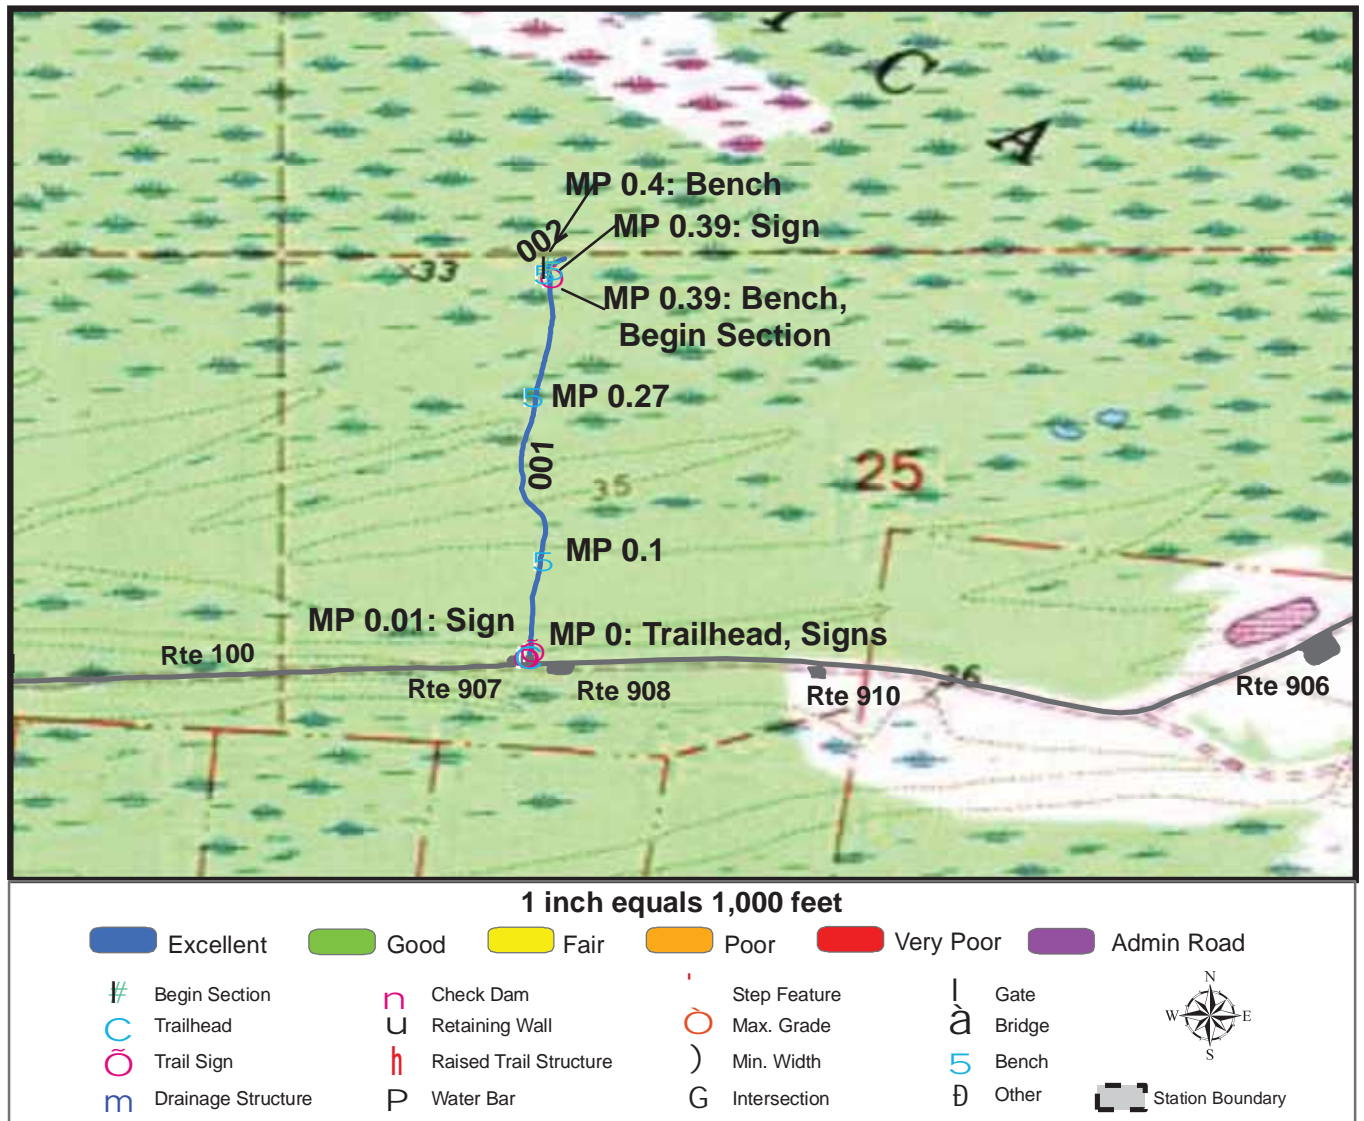 I
C
A
MP 0.4: Bench
002
MP 0.39: Sign
33
MP 0.39: Bench,
Begin Section
5
MP 0.27
001
35
25
5
MP 0.1
MP 0.01: Sign
MP 0: Trailhead, Signs
Rte 100
Rte 907
Rte 908
36
Rte 910
Rte 906
1 inch equals 1,000 feet
Excellent
Good
Fair
Poor
Very Poor
Admin Road
Begin Section
n Check Dam
' Step Feature
Gate
N
C Trailhead
u Retaining Wall
Ò Max. Grade
à Bridge
W E
Õ Trail Sign
h Raised Trail Structure
) Min. Width
5 Bench
S
m Drainage Structure
P Water Bar
G Intersection
Ð Other
Station Boundary